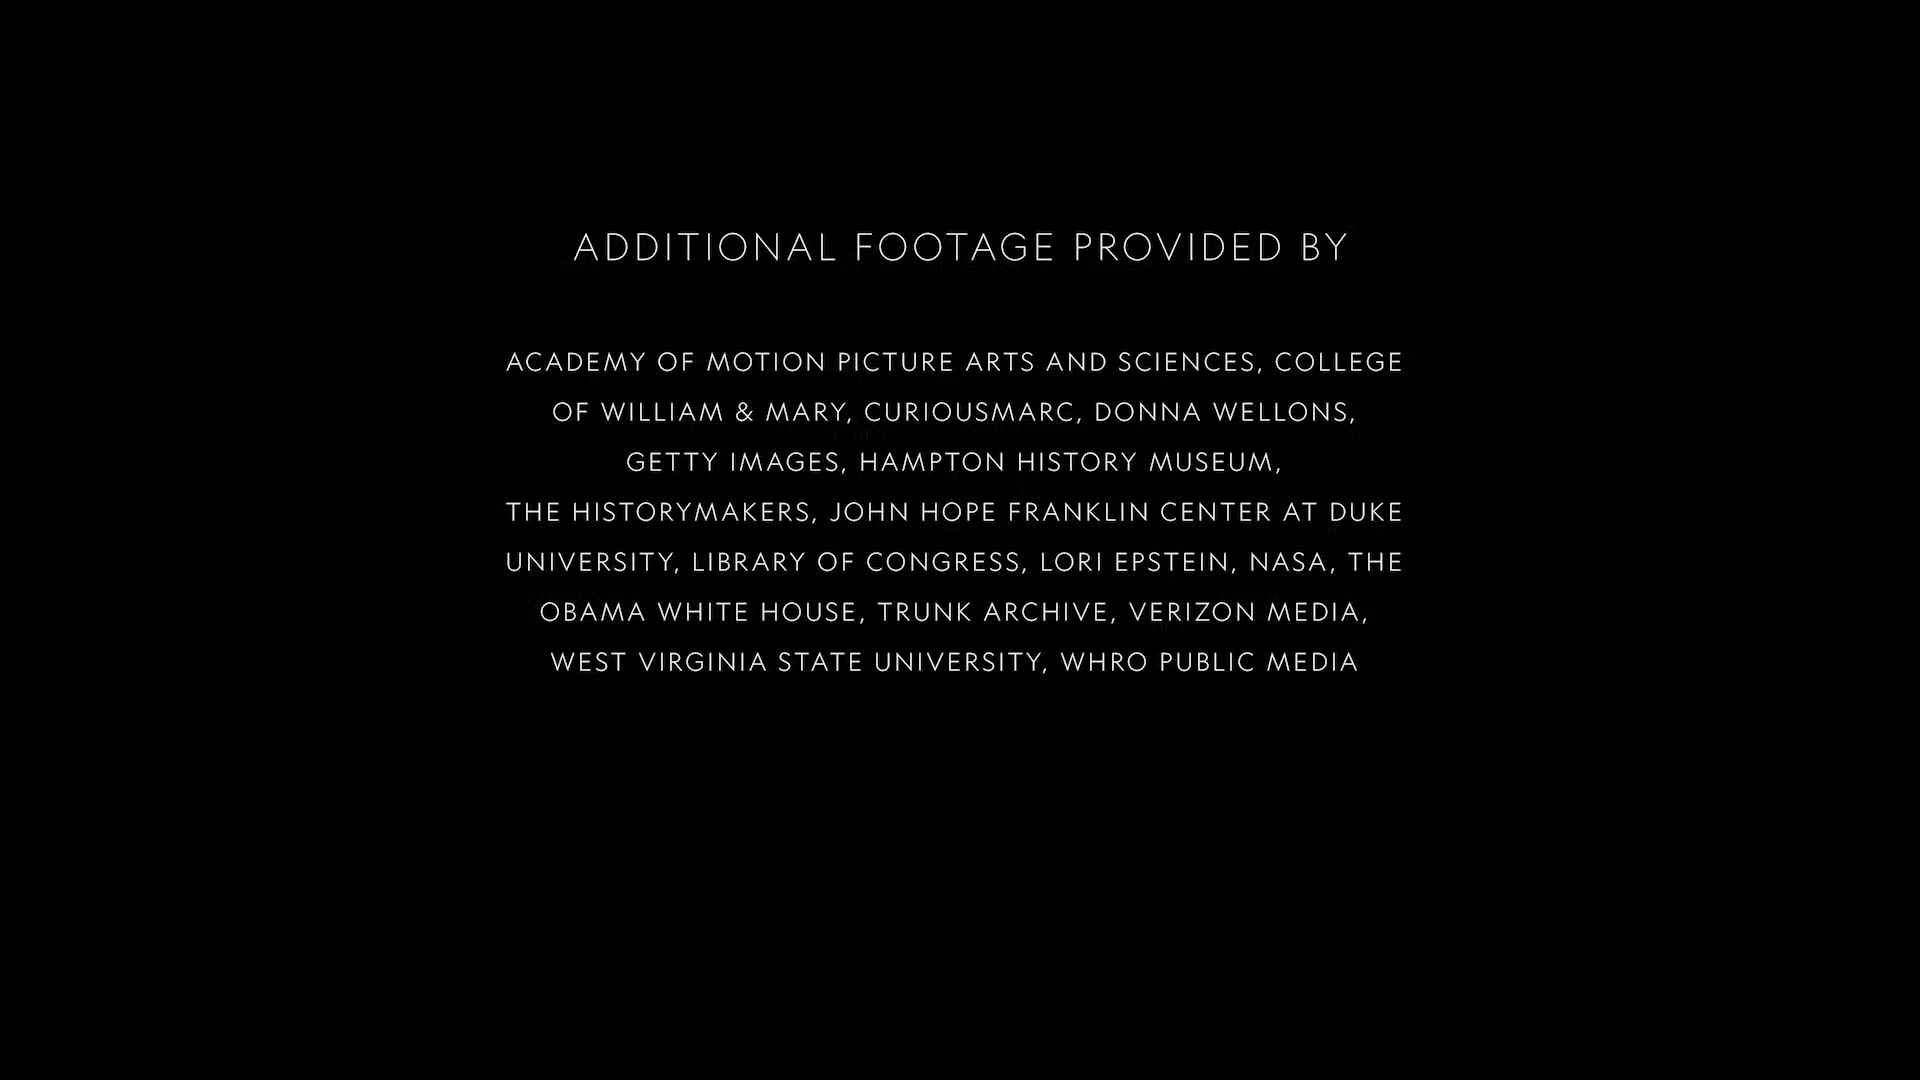 ADDITIONAL FOOTAGE PROVIDED BY
ACADEMY OF MOTION PICTURE ARTS AND SCIENCES, COLLEGE
OF WILLIAM & MARY, CURIOUSMARC, DONNA WELLONS,
GETTY IMAGES, HAMPTON HISTORY MUSEUM,
THE HISTORYMAKERS, JOHN HOPE FRANKLIN CENTER AT DUKE
UNIVERSITY, LIBRARY OF CONGRESS, LORI EPSTEIN, NASA, THE
OBAMA WHITE HOUSE, TRUNK ARCHIVE, VERIZON MEDIA,
WEST VIRGINIA STATE UNIVERSITY, WHRO PUBLIC MEDIA